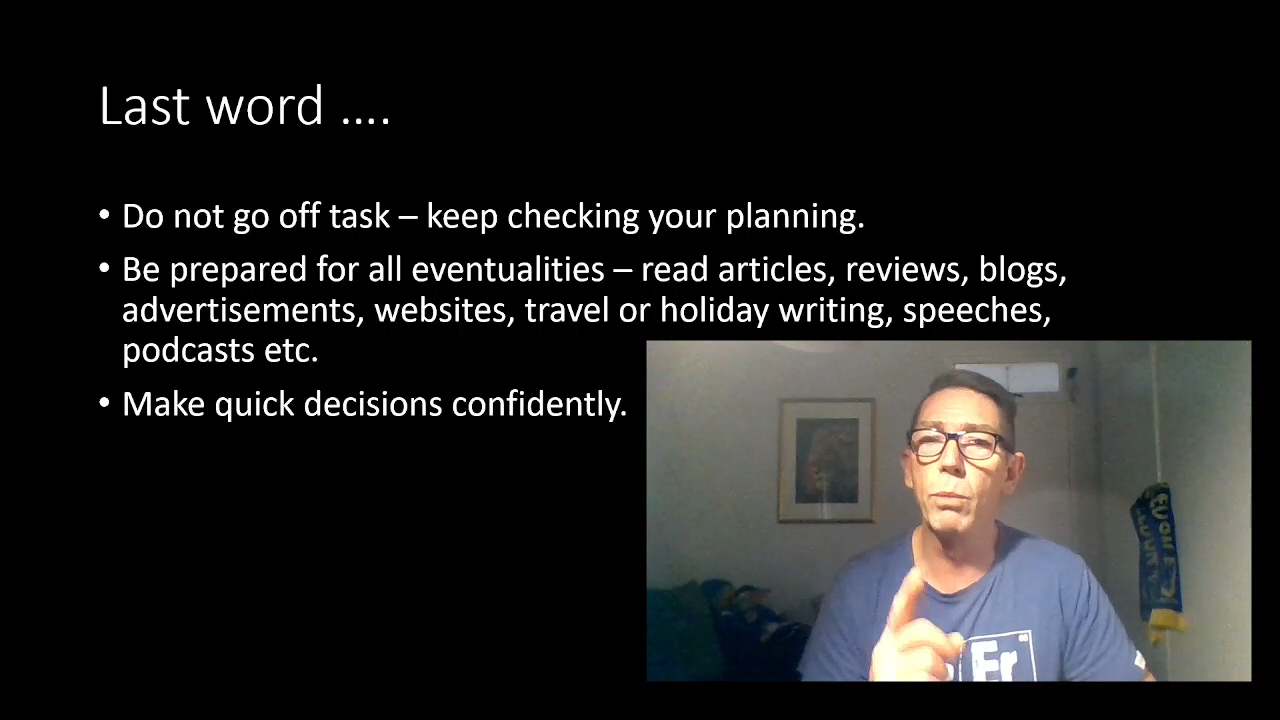 Last word ....
• Do not go off task – keep checking your planning.
• Be prepared for all eventualities – read articles, reviews, blogs,
advertisements, websites, travel or holiday writing, speeches,
podcasts etc.
• Make quick decisions confidently.
Er